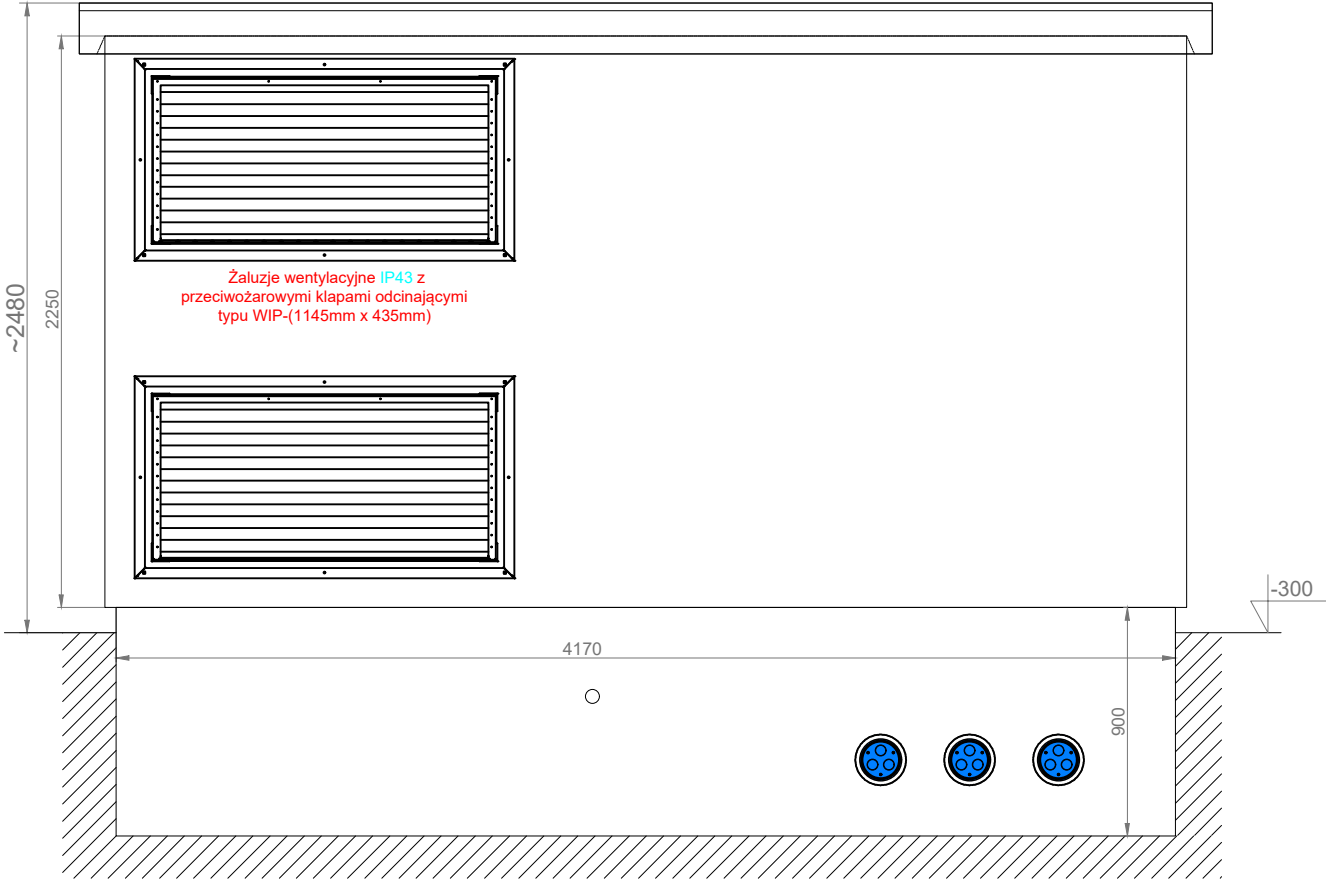 ~2480
2250
Żaluzje wentylacyjne IP43 z
przeciwożarowymi klapami odcinającymi
typu WIP-(1145mm x 435mm)
-300
4170
900